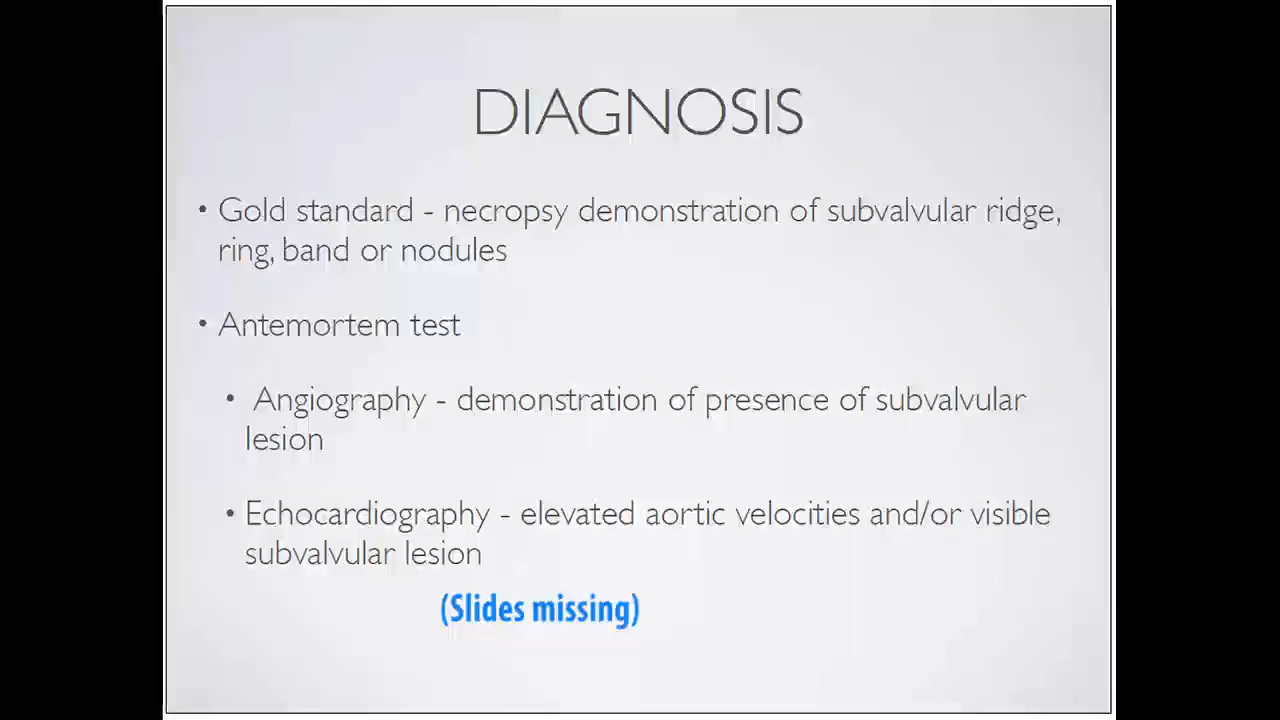 DIAGNOSIS
• Gold standard - necropsy demonstration of subvalvular ridge,
ring, band or nodules
• Antemortem test
• Angiography - demonstration of presence of subvalvular
lesion
• Echocardiography - elevated aortic velocities and/or visible
subvalvular lesion
(Slides missing)